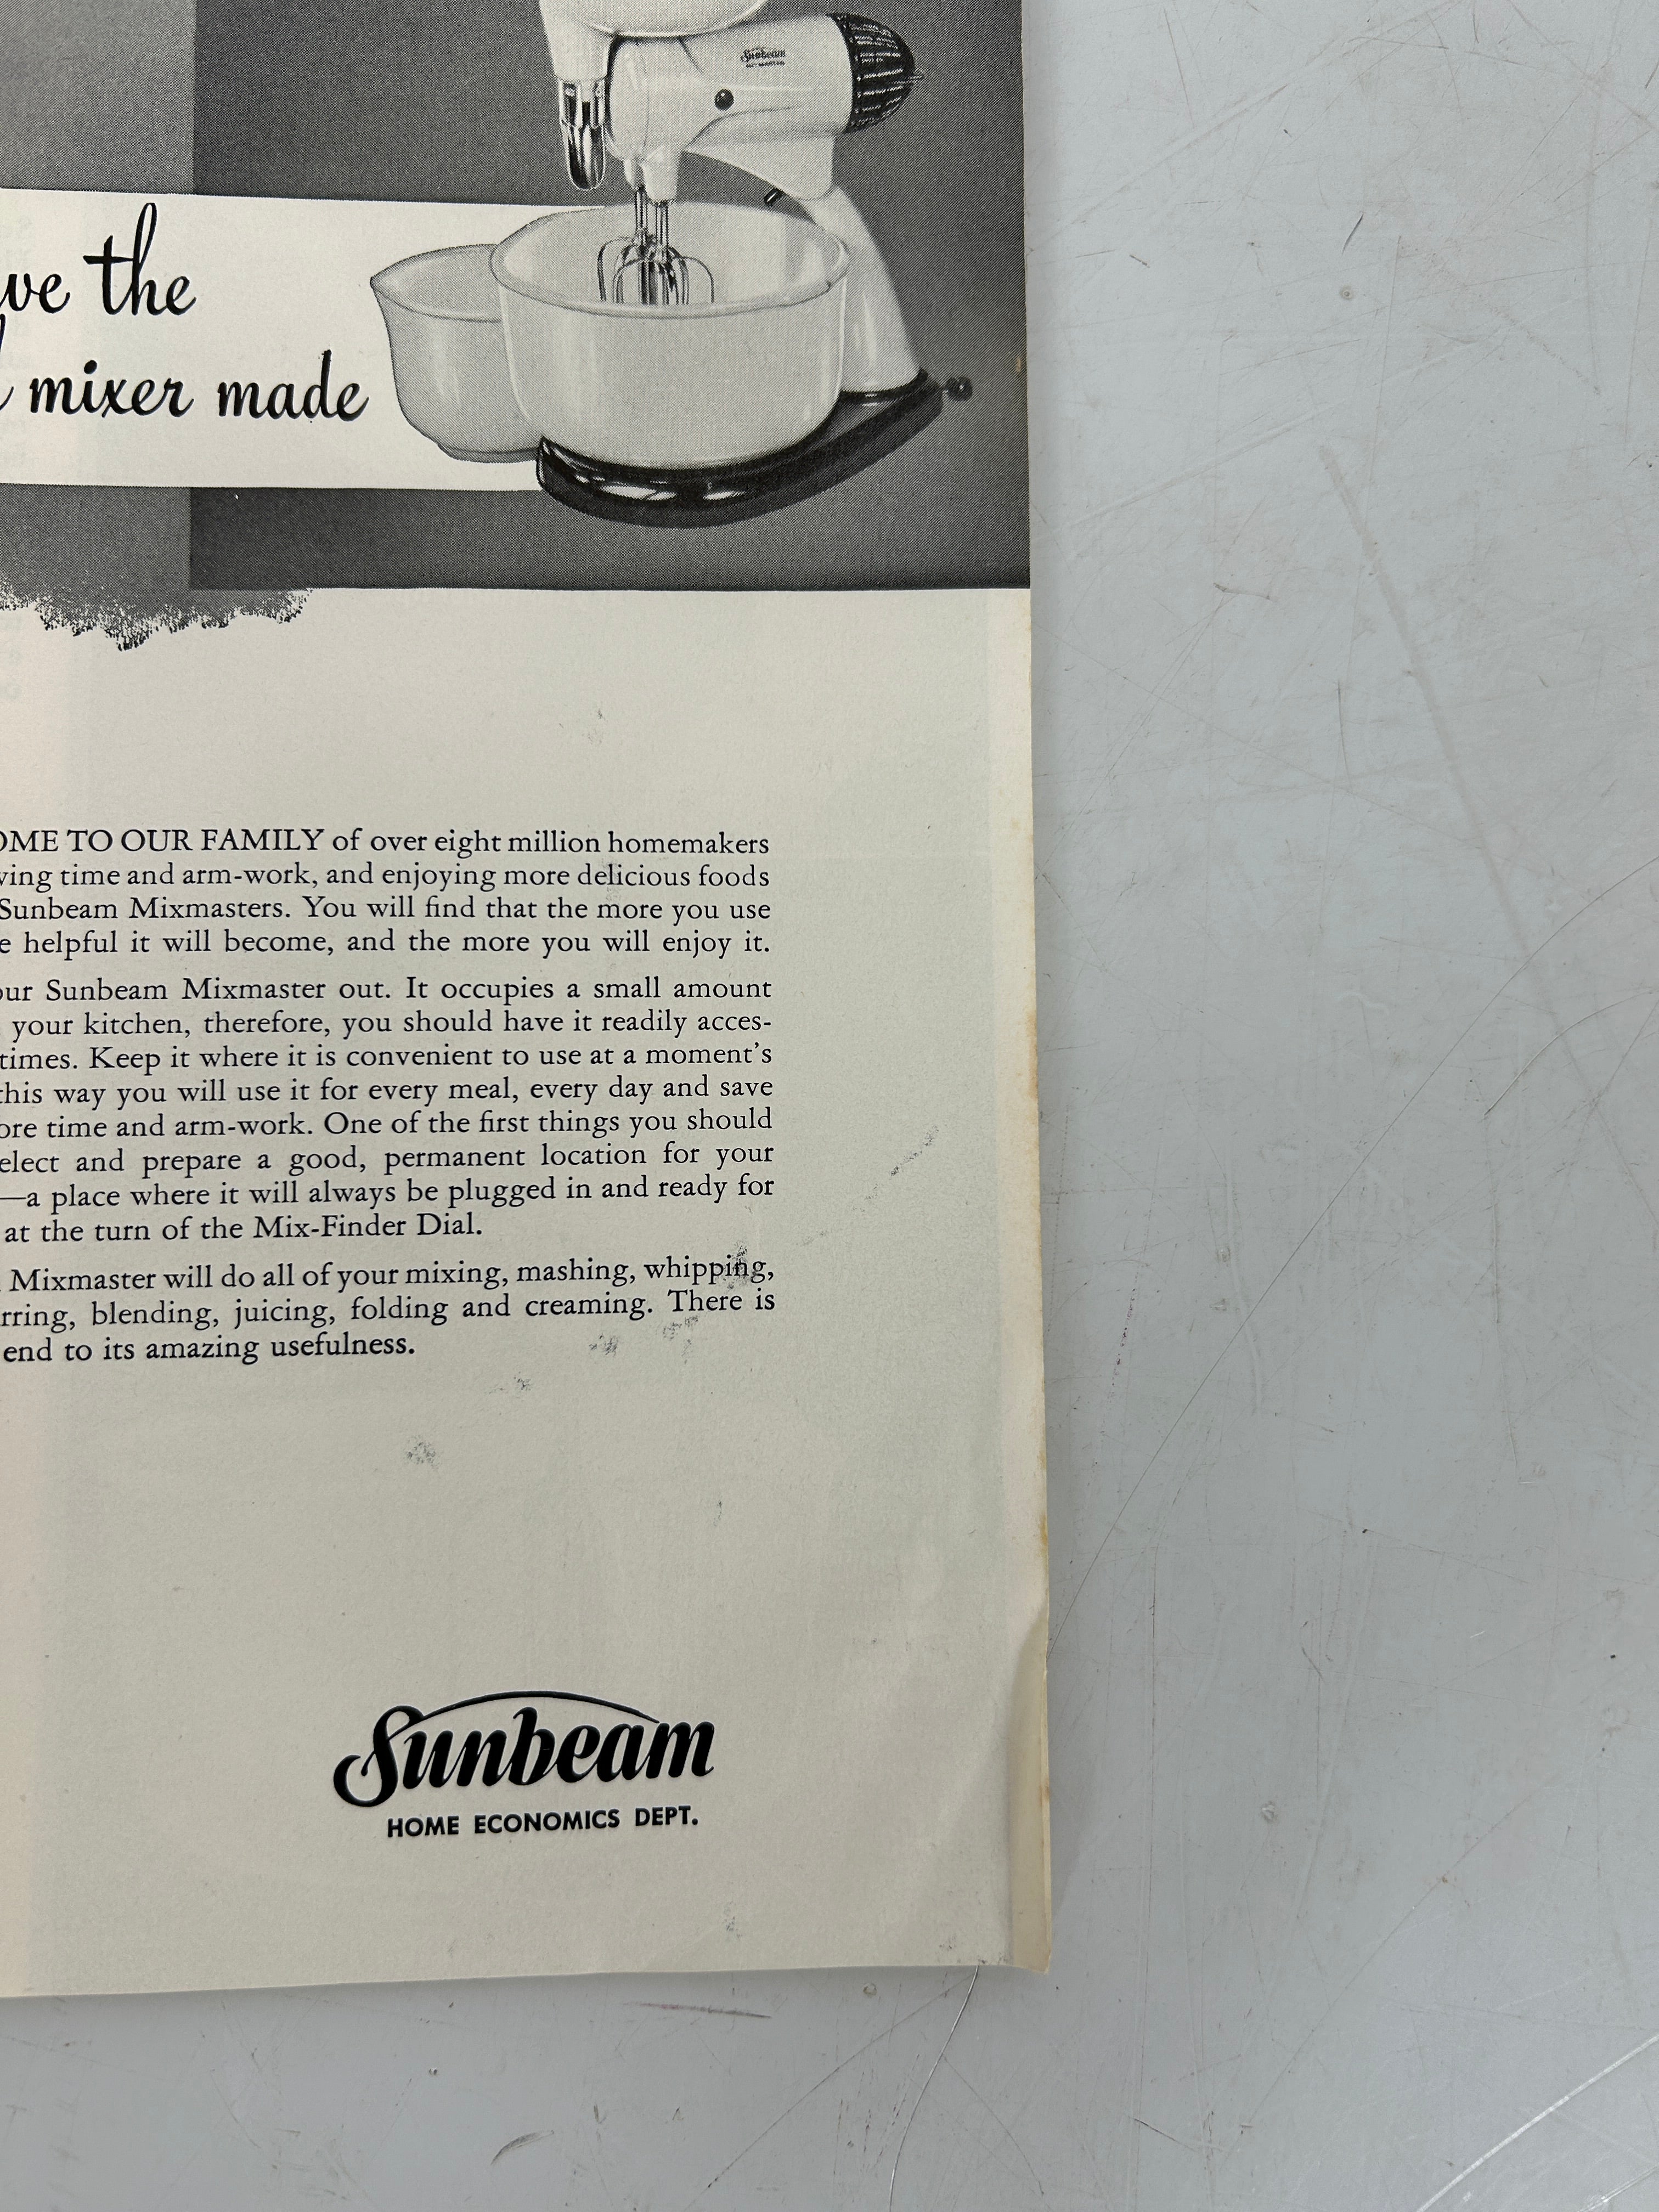 Sunbeam
ve the
mixer made
OME TO OUR FAMILY of over eight million homemakers
ving time and arm-work, and enjoying more delicious foods
Sunbeam Mixmasters. You will find that the more you use
e helpful it will become, and the more you will enjoy it.
our Sunbeam Mixmaster out. It occupies a small amount
your kitchen, therefore, you should have it readily acces-
times. Keep it where it is convenient to use at a moment's
this way you will use it for every meal, every day and save
ore time and arm-work. One of the first things you should
elect and prepare a good, permanent location for your
—a place where it will always be plugged in and ready for
at the turn of the Mix-Finder Dial.
Mixmaster will do all of your mixing, mashing, whipping,
rring, blending, juicing, folding and creaming. There is
end to its amazing usefulness.
Sunbeam
HOME ECONOMICS DEPT.